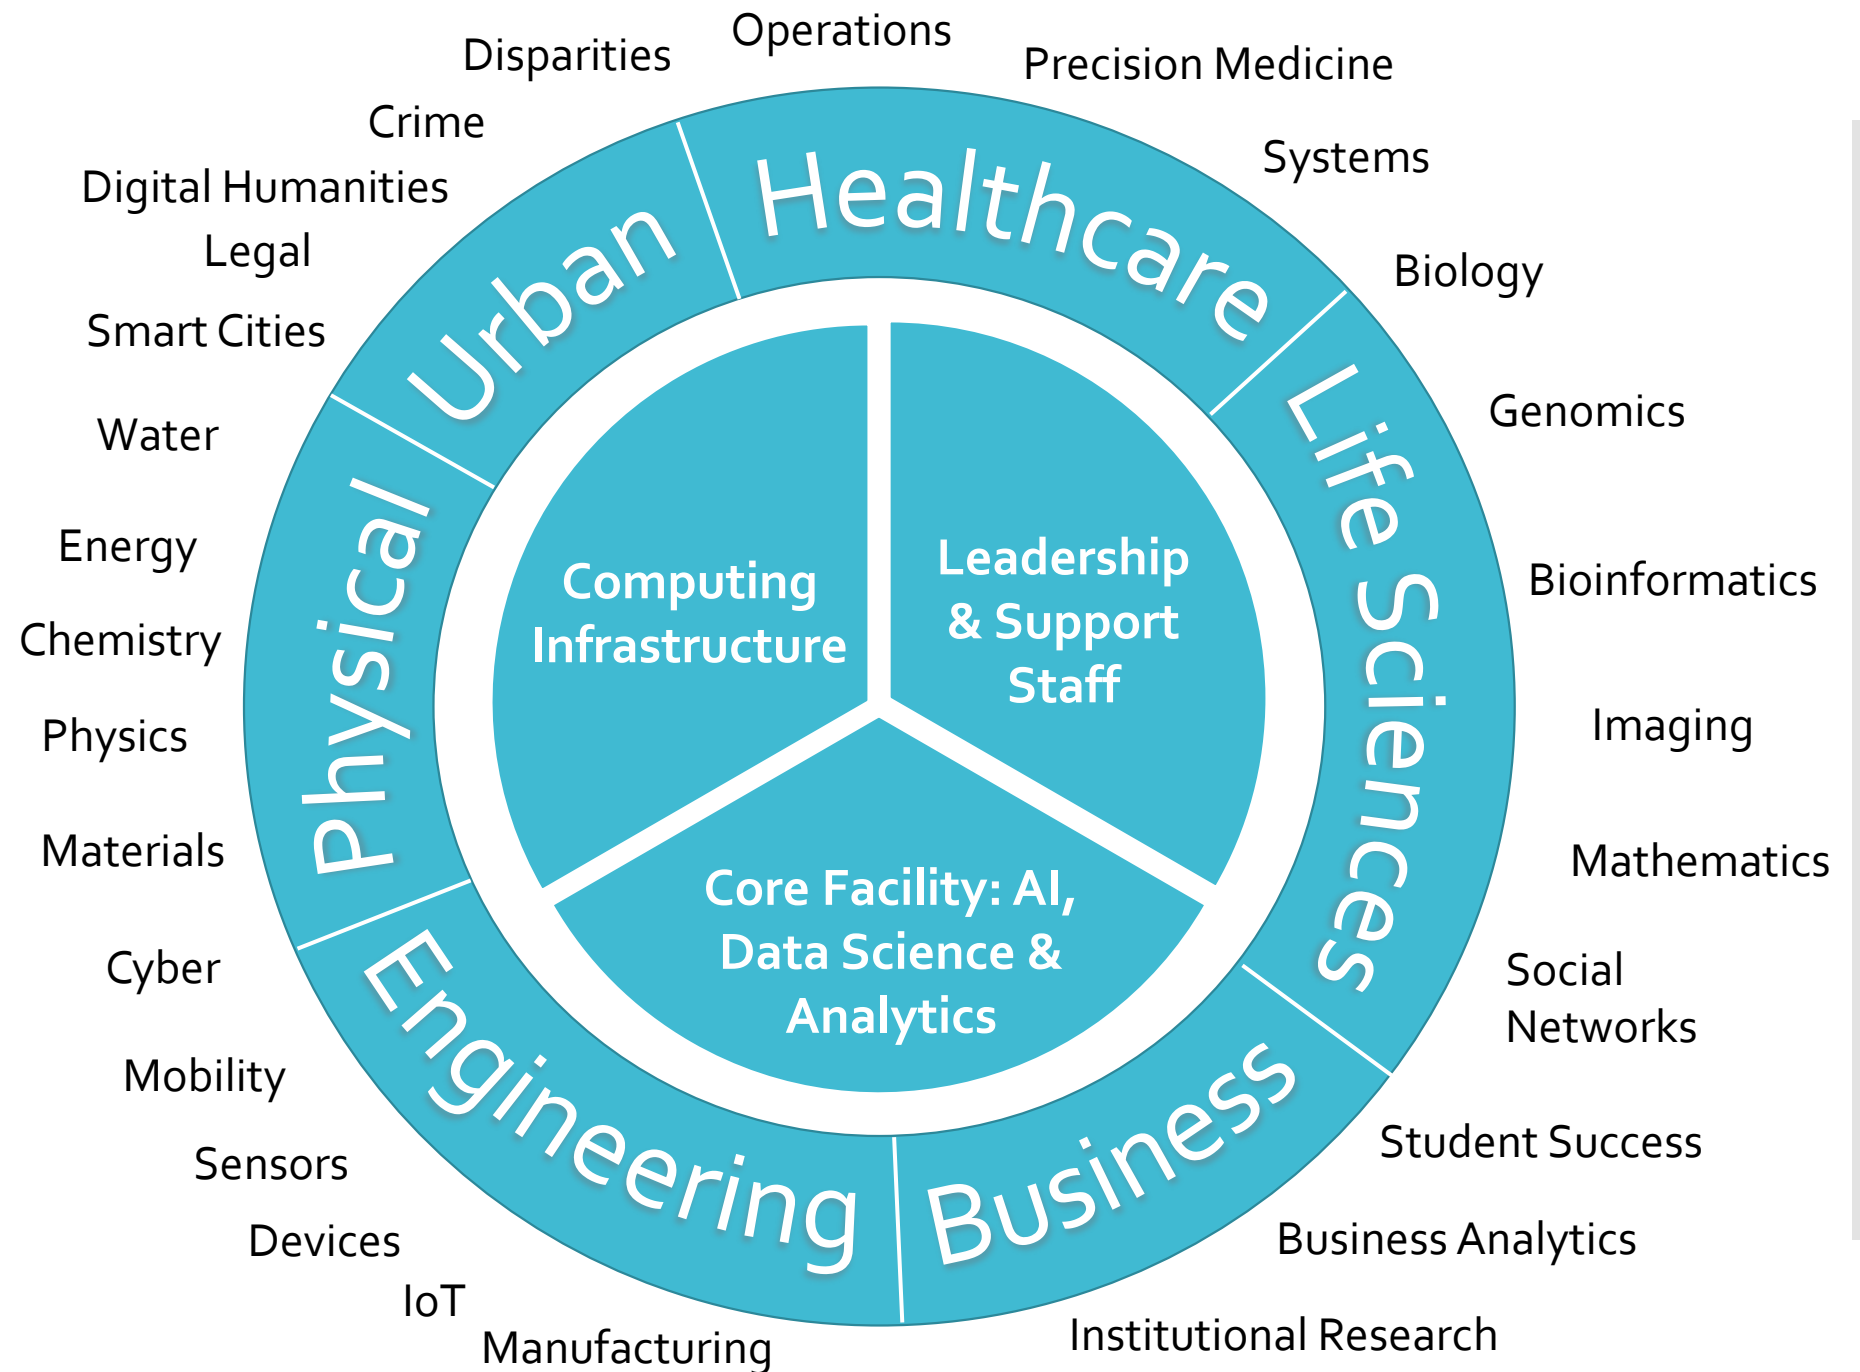 Operations
Disparities
Precision Medicine
Crime
Systems
Digital Humanities
Legal
Biology
Smart Cities
Genomics
Water
Energy
Bioinformatics
Chemistry
Imaging
Physics
Materials
Mathematics
Cyber
Social
Networks
Mobility
Student Success
Sensors
Devices
Business Analytics
IoT
Institutional Research
Manufacturing
Healthcare
Life Sciences
Business
Engineering
Physical
Urban
Computing
Infrastructure
Leadership
& Support
Staff
Core Facility: AI,
Data Science &
Analytics